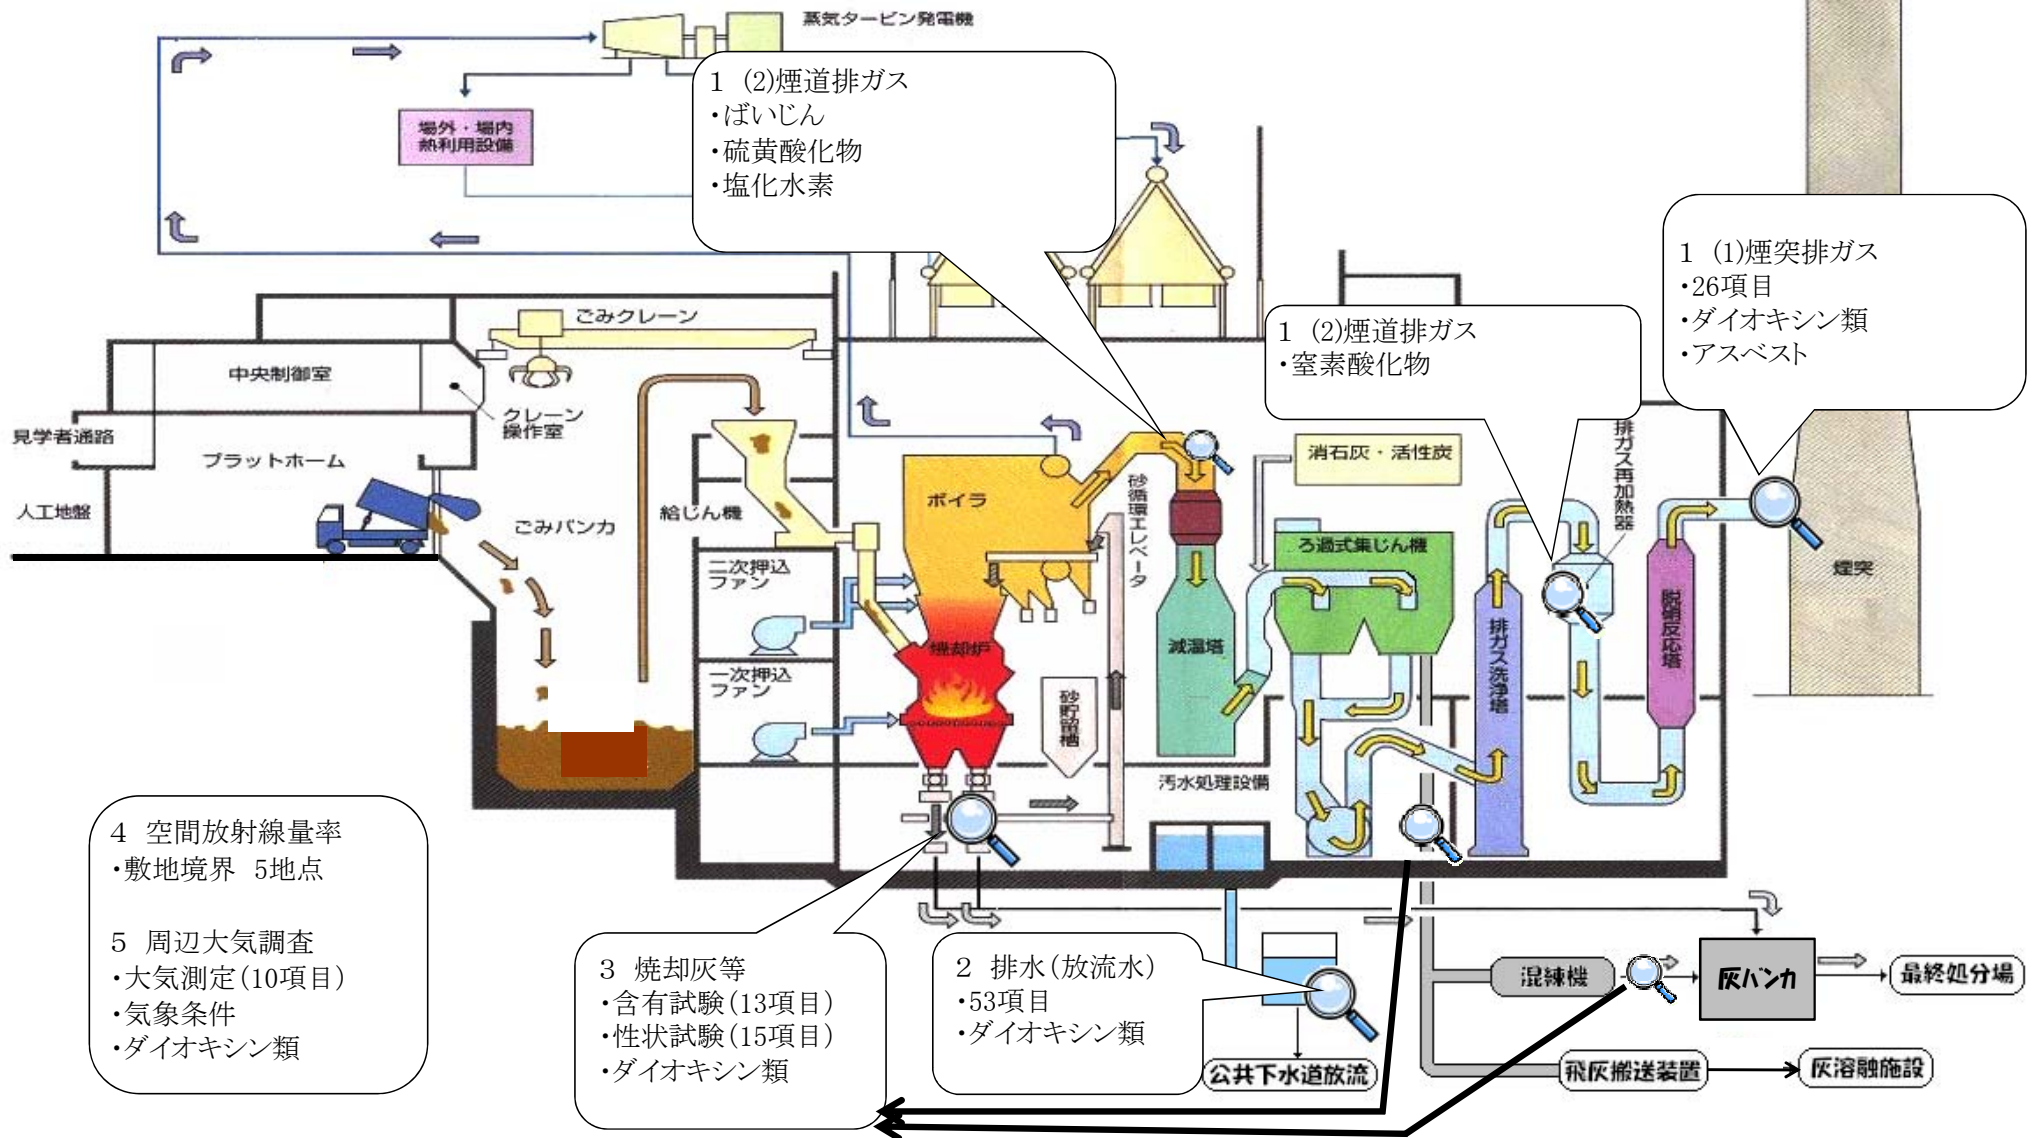 蒸気タービン発電機
場外・場内
熱利用設備
1 (2)煙道排ガス
・ばいじん
・硫黄酸化物
・塩化水素
1 (1)煙突排ガス
・26項目
・ダイオキシン類
・アスベスト
1 (2)煙道排ガス
・窒素酸化物
ごみクレーン
中央制御室
クレーン
操作室
見学者通路
プラットホーム
人工地盤
ごみバンカ
給じん機
二次押込
ファン
一次押込
ファン
ボイラ
焼却炉
砂循環エレベータ
砂貯留槽
減温塔
消石灰・活性炭
ろ過式集じん機
排ガス洗浄塔
排ガス再加熱器
脱硝反応塔
煙突
汚水処理設備
4 空間放射線量率
・敷地境界 5地点
5 周辺大気調査
・大気測定(10項目)
・気象条件
・ダイオキシン類
3 焼却灰等
・含有試験(13項目)
・性状試験(15項目)
・ダイオキシン類
2 排水(放流水)
・53項目
・ダイオキシン類
公共下水道放流
混練機
灰バンカ
最終処分場
飛灰搬送装置
灰溶融施設